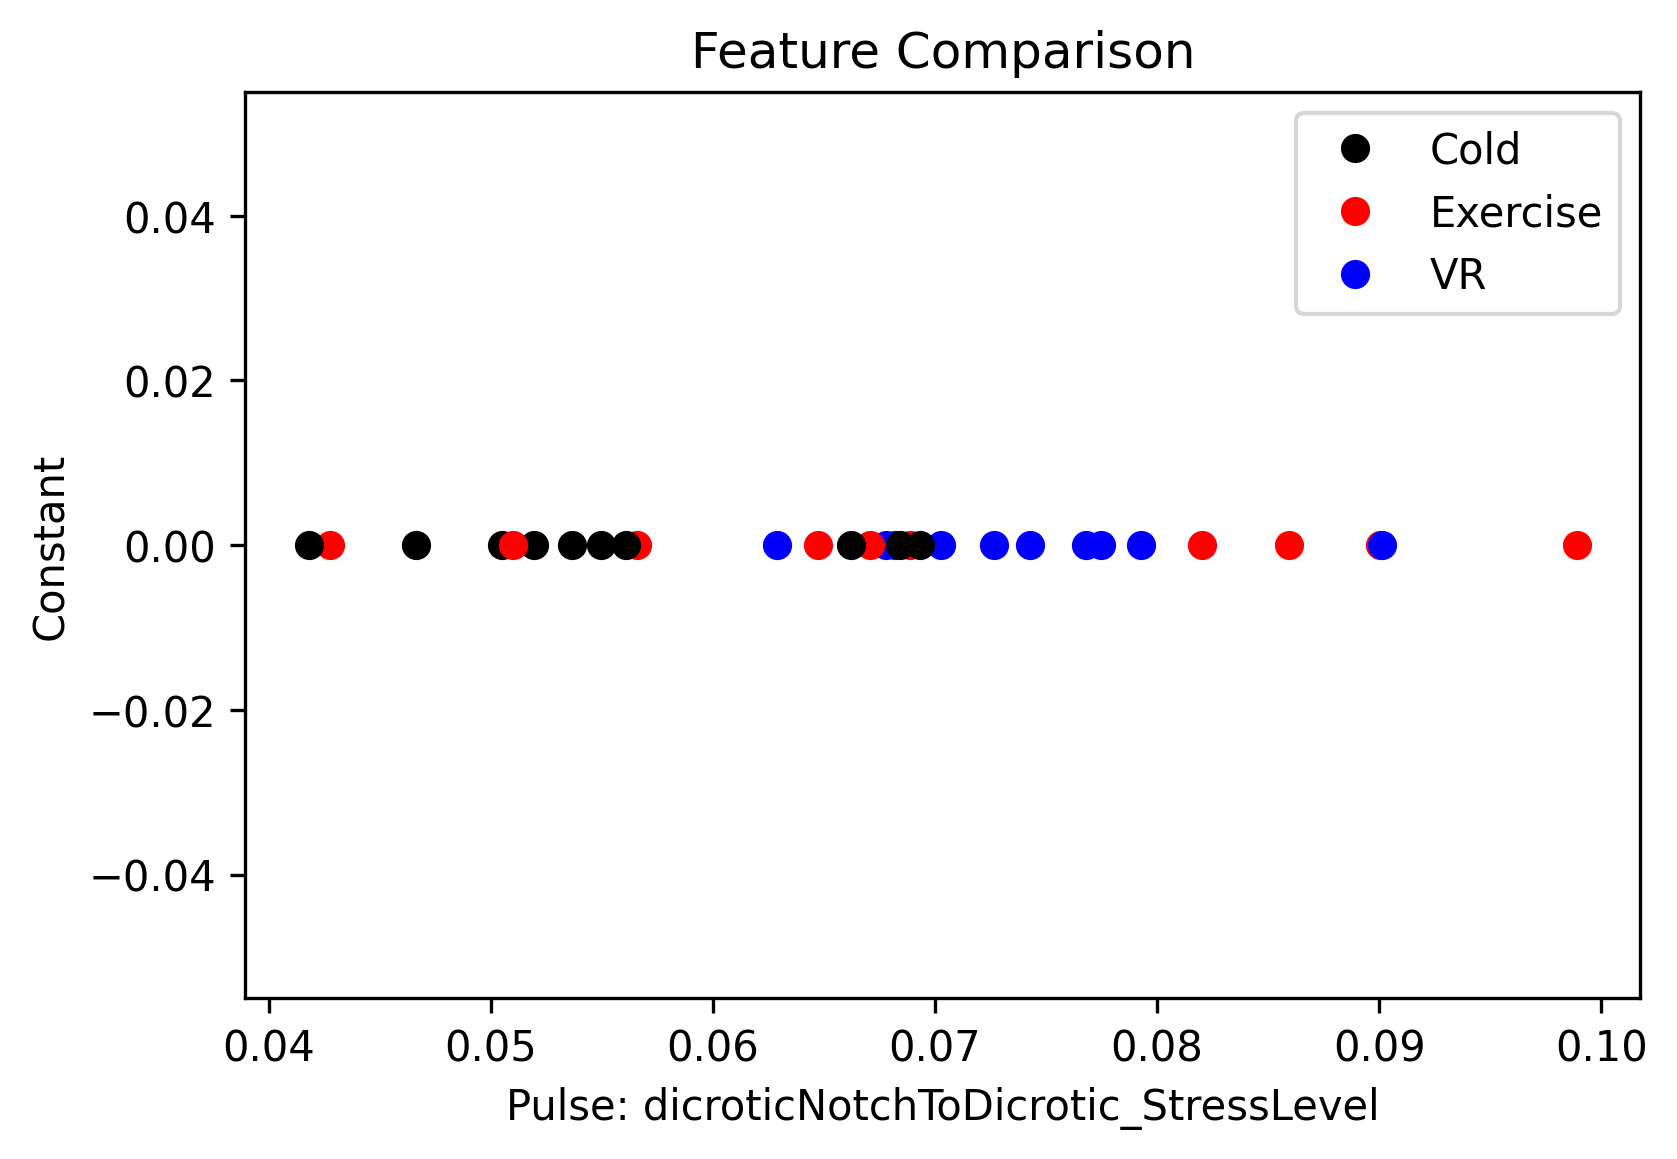 Feature Comparison
Cold
Exercise
VR
0.04
0.02
0.00
−0.02
−0.04
Constant
0.04 0.05 0.06 0.07 0.08 0.09 0.10
Pulse: dicroticNotchToDicrotic_StressLevel